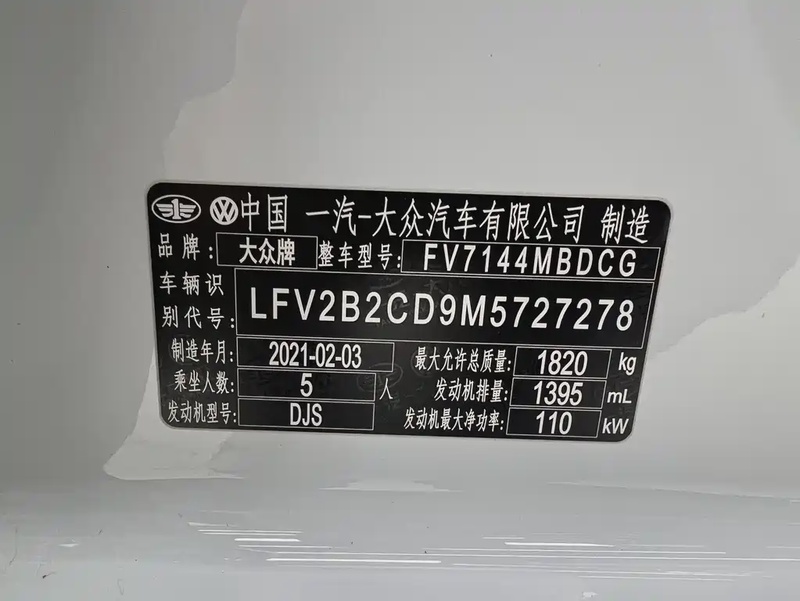 中国 一汽-大众汽车有限公司 制造
品牌: 大众牌 整车型号: FV7144MBDCG
车辆识别代号: LFV2B2CD9M5727278
制造年月: 2021-02-03 最大允许总质量: 1820 kg
乘坐人数: 5 人 发动机排量: 1395 mL
发动机型号: DJS 发动机最大净功率: 110 kW